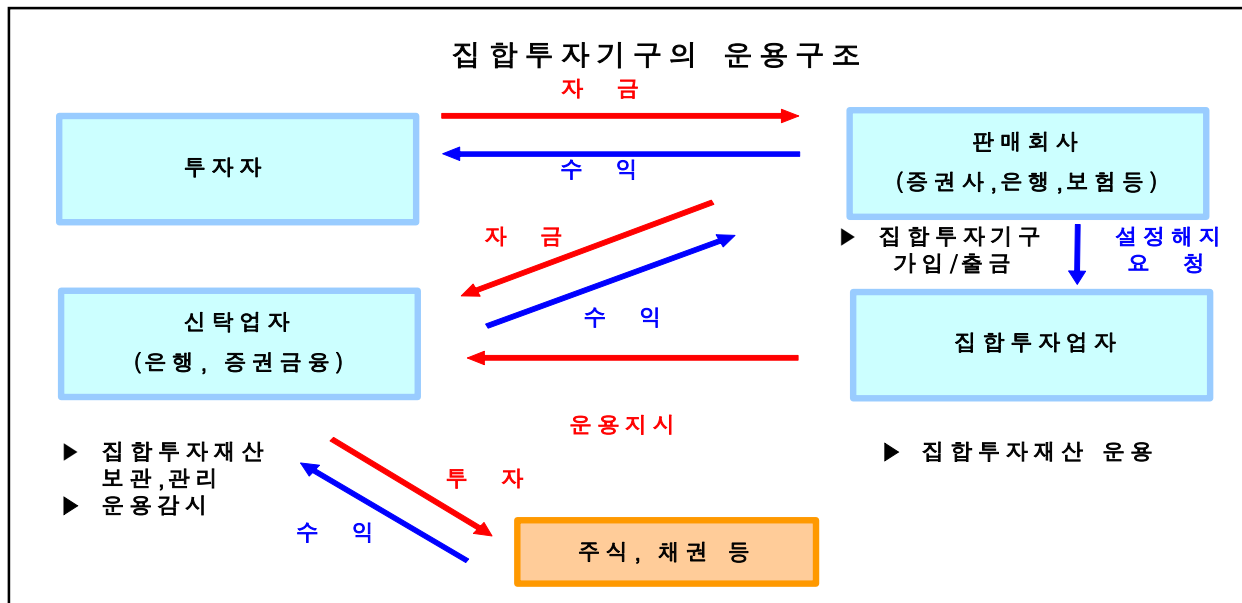 집합투자기구의 운용구조
자 금
투자자
수 익
판매회사
(증권사,은행,보험등)
자 금
▶ 집합투자기구
가입/출금
설정해지
요 청
신탁업자
(은행, 증권금융)
수 익
집합투자업자
운용지시
▶ 집합투자재산
보관,관리
▶ 운용감시
▶ 집합투자재산 운용
투 자
수 익
주식, 채권 등